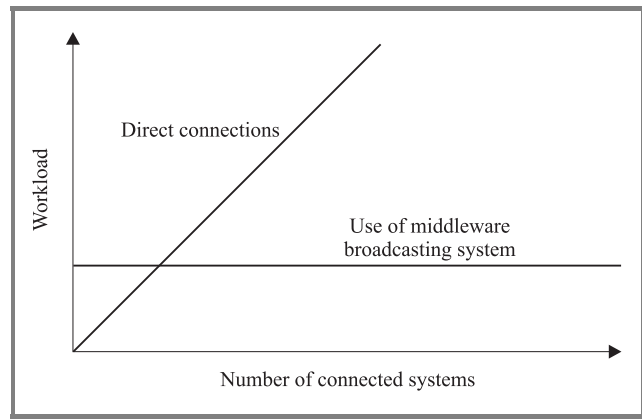 Direct connections
Workload
Use of middleware
broadcasting system
Number of connected systems